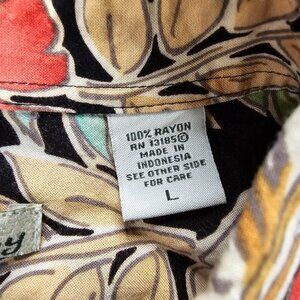 100% RAYON
RN 13185©
MADE IN
INDONESIA
SEE OTHER SIDE
FOR CARE
L